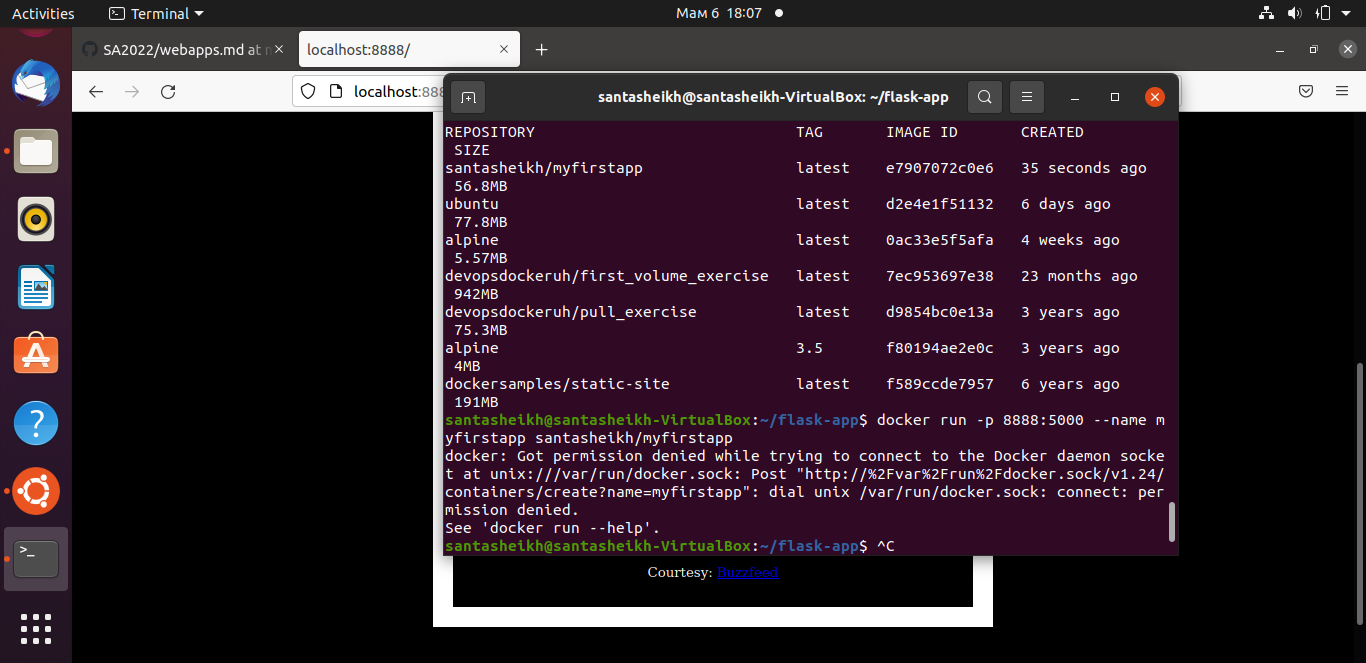 Activities
Terminal
Мам 6 18:07
SA2022/webapps.md at
localhost:8888/
localhost:888
santasheikh@santasheikh-VirtualBox: ~/flask-app
REPOSITORY TAG IMAGE ID CREATED
SIZE
santasheikh/myfirstapp latest e7907072c0e6 35 seconds ago
56.8MB
ubuntu latest d2e4e1f51132 6 days ago
77.8MB
alpine latest 0ac33e5f5afa 4 weeks ago
5.57MB
devopsdockeruh/first_volume_exercise latest 7ec953697e38 23 months ago
942MB
devopsdockeruh/pull_exercise latest d9854bc0e13a 3 years ago
75.3MB
alpine 3.5 f80194ae2e0c 3 years ago
4MB
dockersamples/static-site latest f589ccde7957 6 years ago
191MB
santasheikh@santasheikh-VirtualBox:~/flask-app$ docker run -p 8888:5000 --name m
yfirstapp santasheikh/myfirstapp
docker: Got permission denied while trying to connect to the Docker daemon socke
t at unix:///var/run/docker.sock: Post "http://%2Fvar%2Frun%2Fdocker.sock/v1.24/
containers/create?name=myfirstapp": dial unix /var/run/docker.sock: connect: per
mission denied.
See 'docker run --help'.
santasheikh@santasheikh-VirtualBox:~/flask-app$ ^C
Courtesy: Buzzfeed